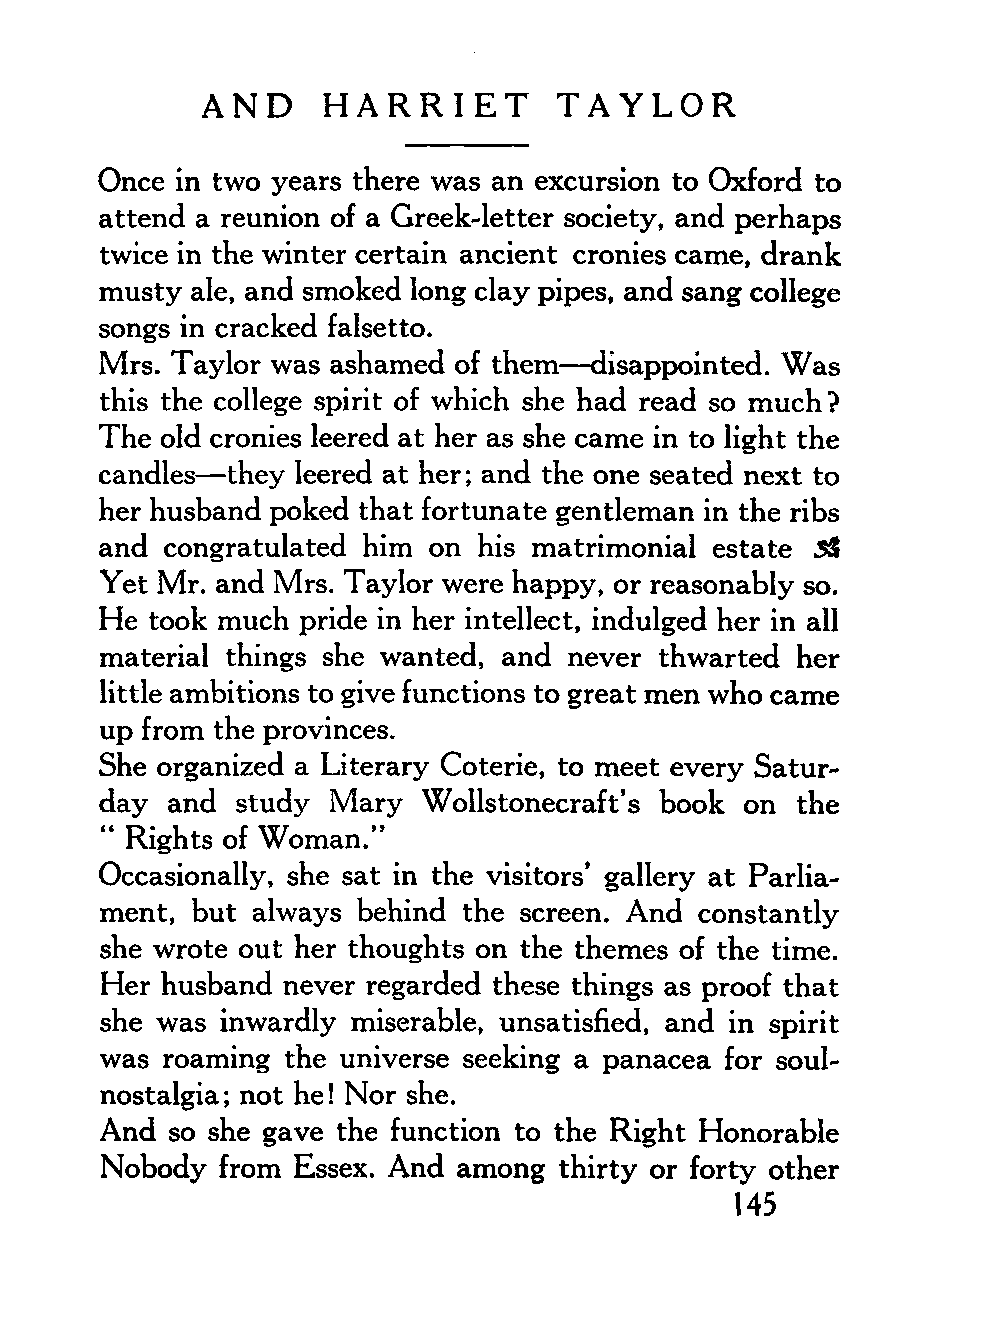 AND HARRIET TAYLOR
Once in two years there was an excursion to Oxford to
attend a reunion of a Greek-letter society, and perhaps
twice in the winter certain ancient cronies came, drank
musty ale, and smoked long clay pipes, and sang college
songs in cracked falsetto.
Mrs. Taylor was ashamed of them—disappointed. Was
this the college spirit of which she had read so much?
The old cronies leered at her as she came in to light the
candles—they leered at her; and the one seated next to
her husband poked that fortunate gentleman in the ribs
and congratulated him on his matrimonial estate
Yet Mr. and Mrs. Taylor were happy, or reasonably so.
He took much pride in her intellect, indulged her in all
material things she wanted, and never thwarted her
little ambitions to give functions to great men who came
up from the provinces.
She organized a Literary Coterie, to meet every Satur-
day and study Mary Wollstonecraft's book on the
“ Rights of Woman.”
Occasionally, she sat in the visitors' gallery at Parlia-
ment, but always behind the screen. And constantly
she wrote out her thoughts on the themes of the time.
Her husband never regarded these things as proof that
she was inwardly miserable, unsatisfied, and in spirit
was roaming the universe seeking a panacea for soul-
nostalgia; not he! Nor she.
And so she gave the function to the Right Honorable
Nobody from Essex. And among thirty or forty other
145